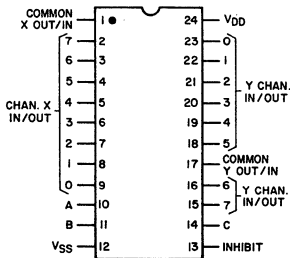 COMMON
X OUT/IN 1 24 VDD
7 2 23 0
6 3 22 1
5 4 21 2
CHAN. X 4 5 20 3 Y CHAN.
IN/OUT 3 6 19 4 IN/OUT
2 7 18 5
1 8 17 COMMON
Y OUT/IN
0 9 16 6 Y CHAN.
A 10 15 7 IN/OUT
B 11 14 C
VSS 12 13 INHIBIT